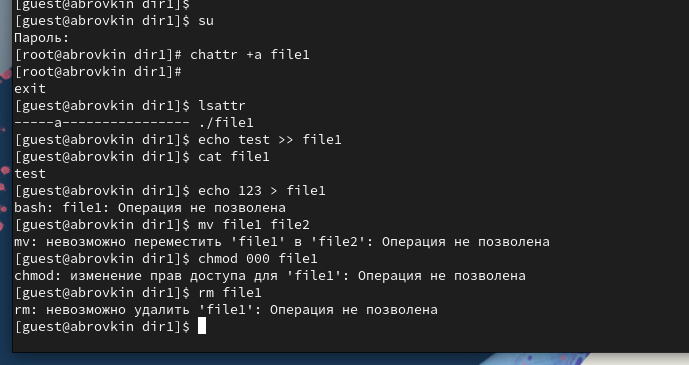 [guest@abrovkin dir1]$
[guest@abrovkin dir1]$ su
Пароль:
[root@abrovkin dir1]# chattr +a file1
[root@abrovkin dir1]#
exit
[guest@abrovkin dir1]$ lsattr
-----a---------------- ./file1
[guest@abrovkin dir1]$ echo test >> file1
[guest@abrovkin dir1]$ cat file1
test
[guest@abrovkin dir1]$ echo 123 > file1
bash: file1: Операция не позволена
[guest@abrovkin dir1]$ mv file1 file2
mv: невозможно переместить 'file1' в 'file2': Операция не позволена
[guest@abrovkin dir1]$ chmod 000 file1
chmod: изменение прав доступа для 'file1': Операция не позволена
[guest@abrovkin dir1]$ rm file1
rm: невозможно удалить 'file1': Операция не позволена
[guest@abrovkin dir1]$